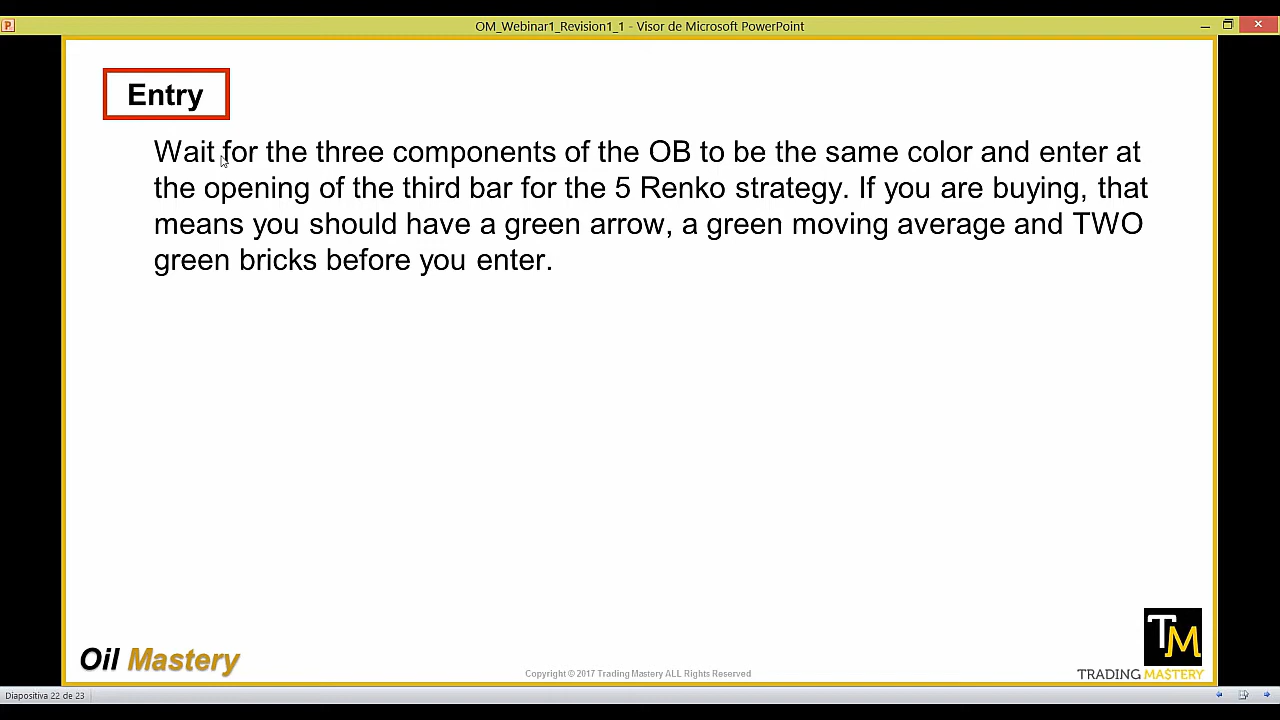 OM_Webinar1_Revision1_1 - Visor de Microsoft PowerPoint
Entry
Wait for the three components of the OB to be the same color and enter at
the opening of the third bar for the 5 Renko strategy. If you are buying, that
means you should have a green arrow, a green moving average and TWO
green bricks before you enter.
Oil Mastery
Copyright © 2017 Trading Mastery ALL Rights Reserved
TM
TRADING MASTERY
Diapositiva 22 de 23